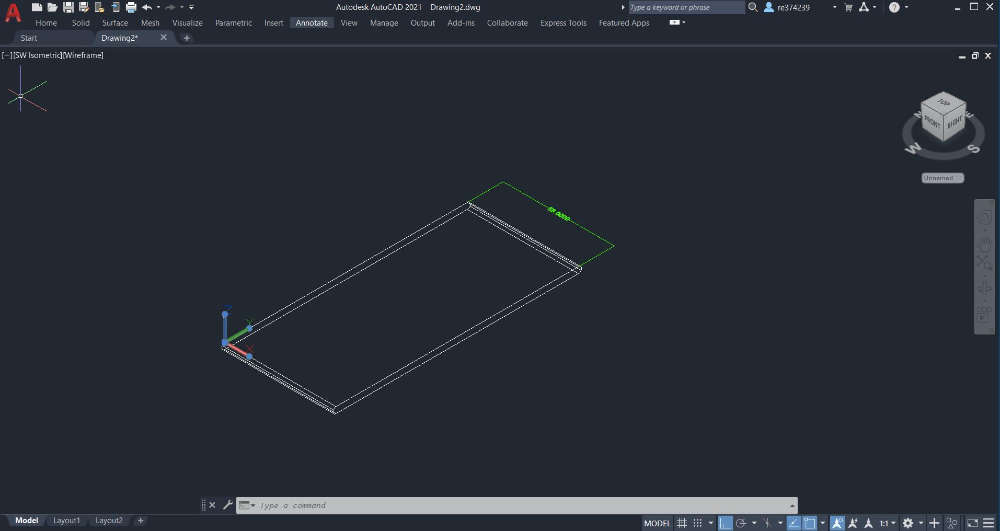 Autodesk AutoCAD 2021 Drawing2.dwg Type a keyword or phrase re374239
Home Solid Surface Mesh Visualize Parametric Insert Annotate View Manage Output Add-ins Collaborate Express Tools Featured Apps
Start Drawing2*
[−][SW Isometric][Wireframe]
TOP
FRONT RIGHT
W S
Unnamed
Z
Y
X
Type a command
Model Layout1 Layout2
MODEL 1:1